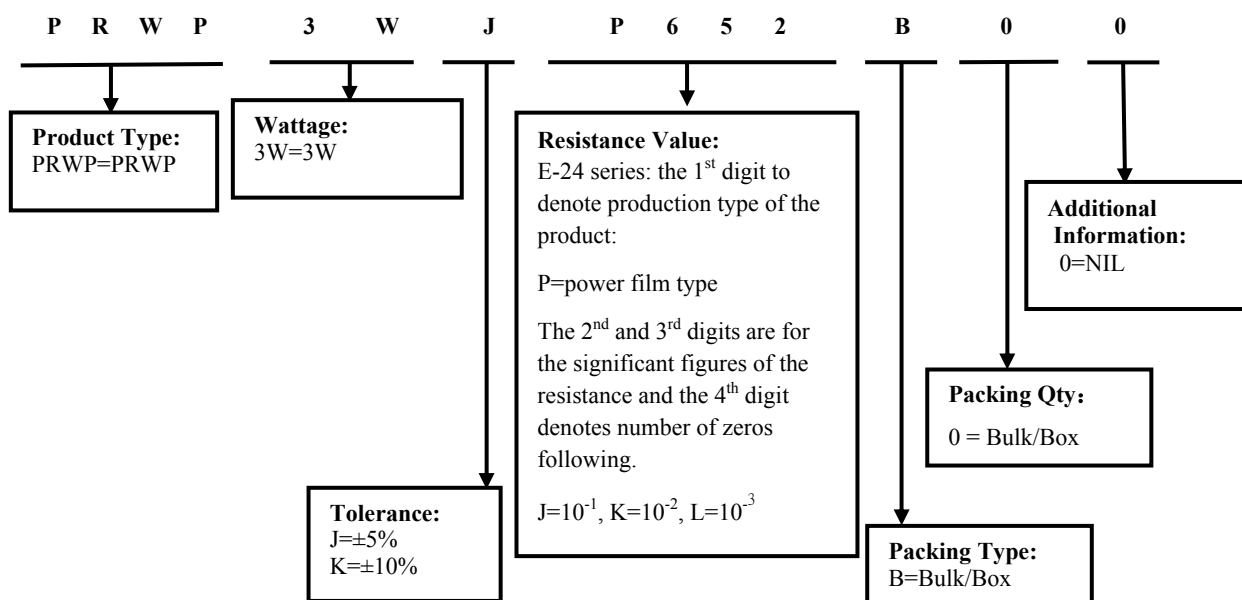 P R W P 3 W J P 6 5 2 B 0 0
Product Type:
PRWP=PRWP
Wattage:
3W=3W
Resistance Value:
E-24 series: the 1st digit to
denote production type of the
product:
P=power film type
The 2nd and 3rd digits are for
the significant figures of the
resistance and the 4th digit
denotes number of zeros
following.
J=10-1, K=10-2, L=10-3
Additional
Information:
0=NIL
Packing Qty：
0 = Bulk/Box
Tolerance:
J=±5%
K=±10%
Packing Type:
B=Bulk/Box